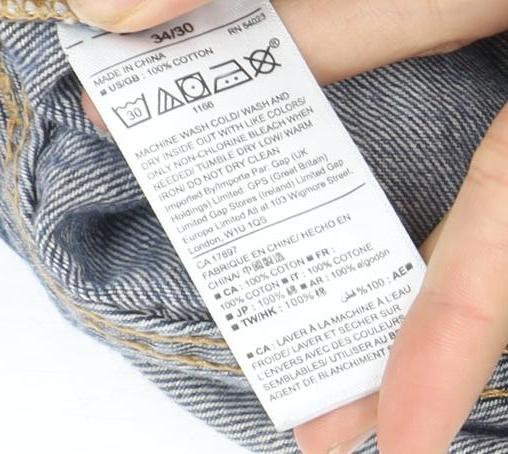 34/30
RN 54023
MADE IN CHINA
■ US/GB : 100% COTTON
30
®
1166
MACHINE WASH COLD/ WASH AND
DRY INSIDE OUT WITH LIKE COLORS/
ONLY NON-CHLORINE BLEACH WHEN
NEEDED/ TUMBLE DRY LOW/ WARM
IRON/ DO NOT DRY CLEAN
Imported By/Importe Par: Gap (UK
Holdings) Limited. GPS (Great Britain)
Limited Gap Stores (Ireland) Limited Gap
Europe Limited All at.103 Wigmore Street.
London, W1U 1QS
CA 17897
FABRIQUE EN CHINE/ HECHO EN
CHINA/ 中國製造
■ CA : 100% COTON ■ FR :
100% COTON ■ IT : 100% COTONE
■ JP : 100% 綿 ■ AR : 100% algodon
■ TW/HK : 100% 棉
قطن %100 : AE■
■ CA : LAVER À LA MACHINE À L'EAU
FROIDE/ LAVER ET SÉCHER SUR
L'ENVERS AVEC DES COULEURS
SEMBLABLES/ UTILISER AU
AGENT DE BLANCHIMENT